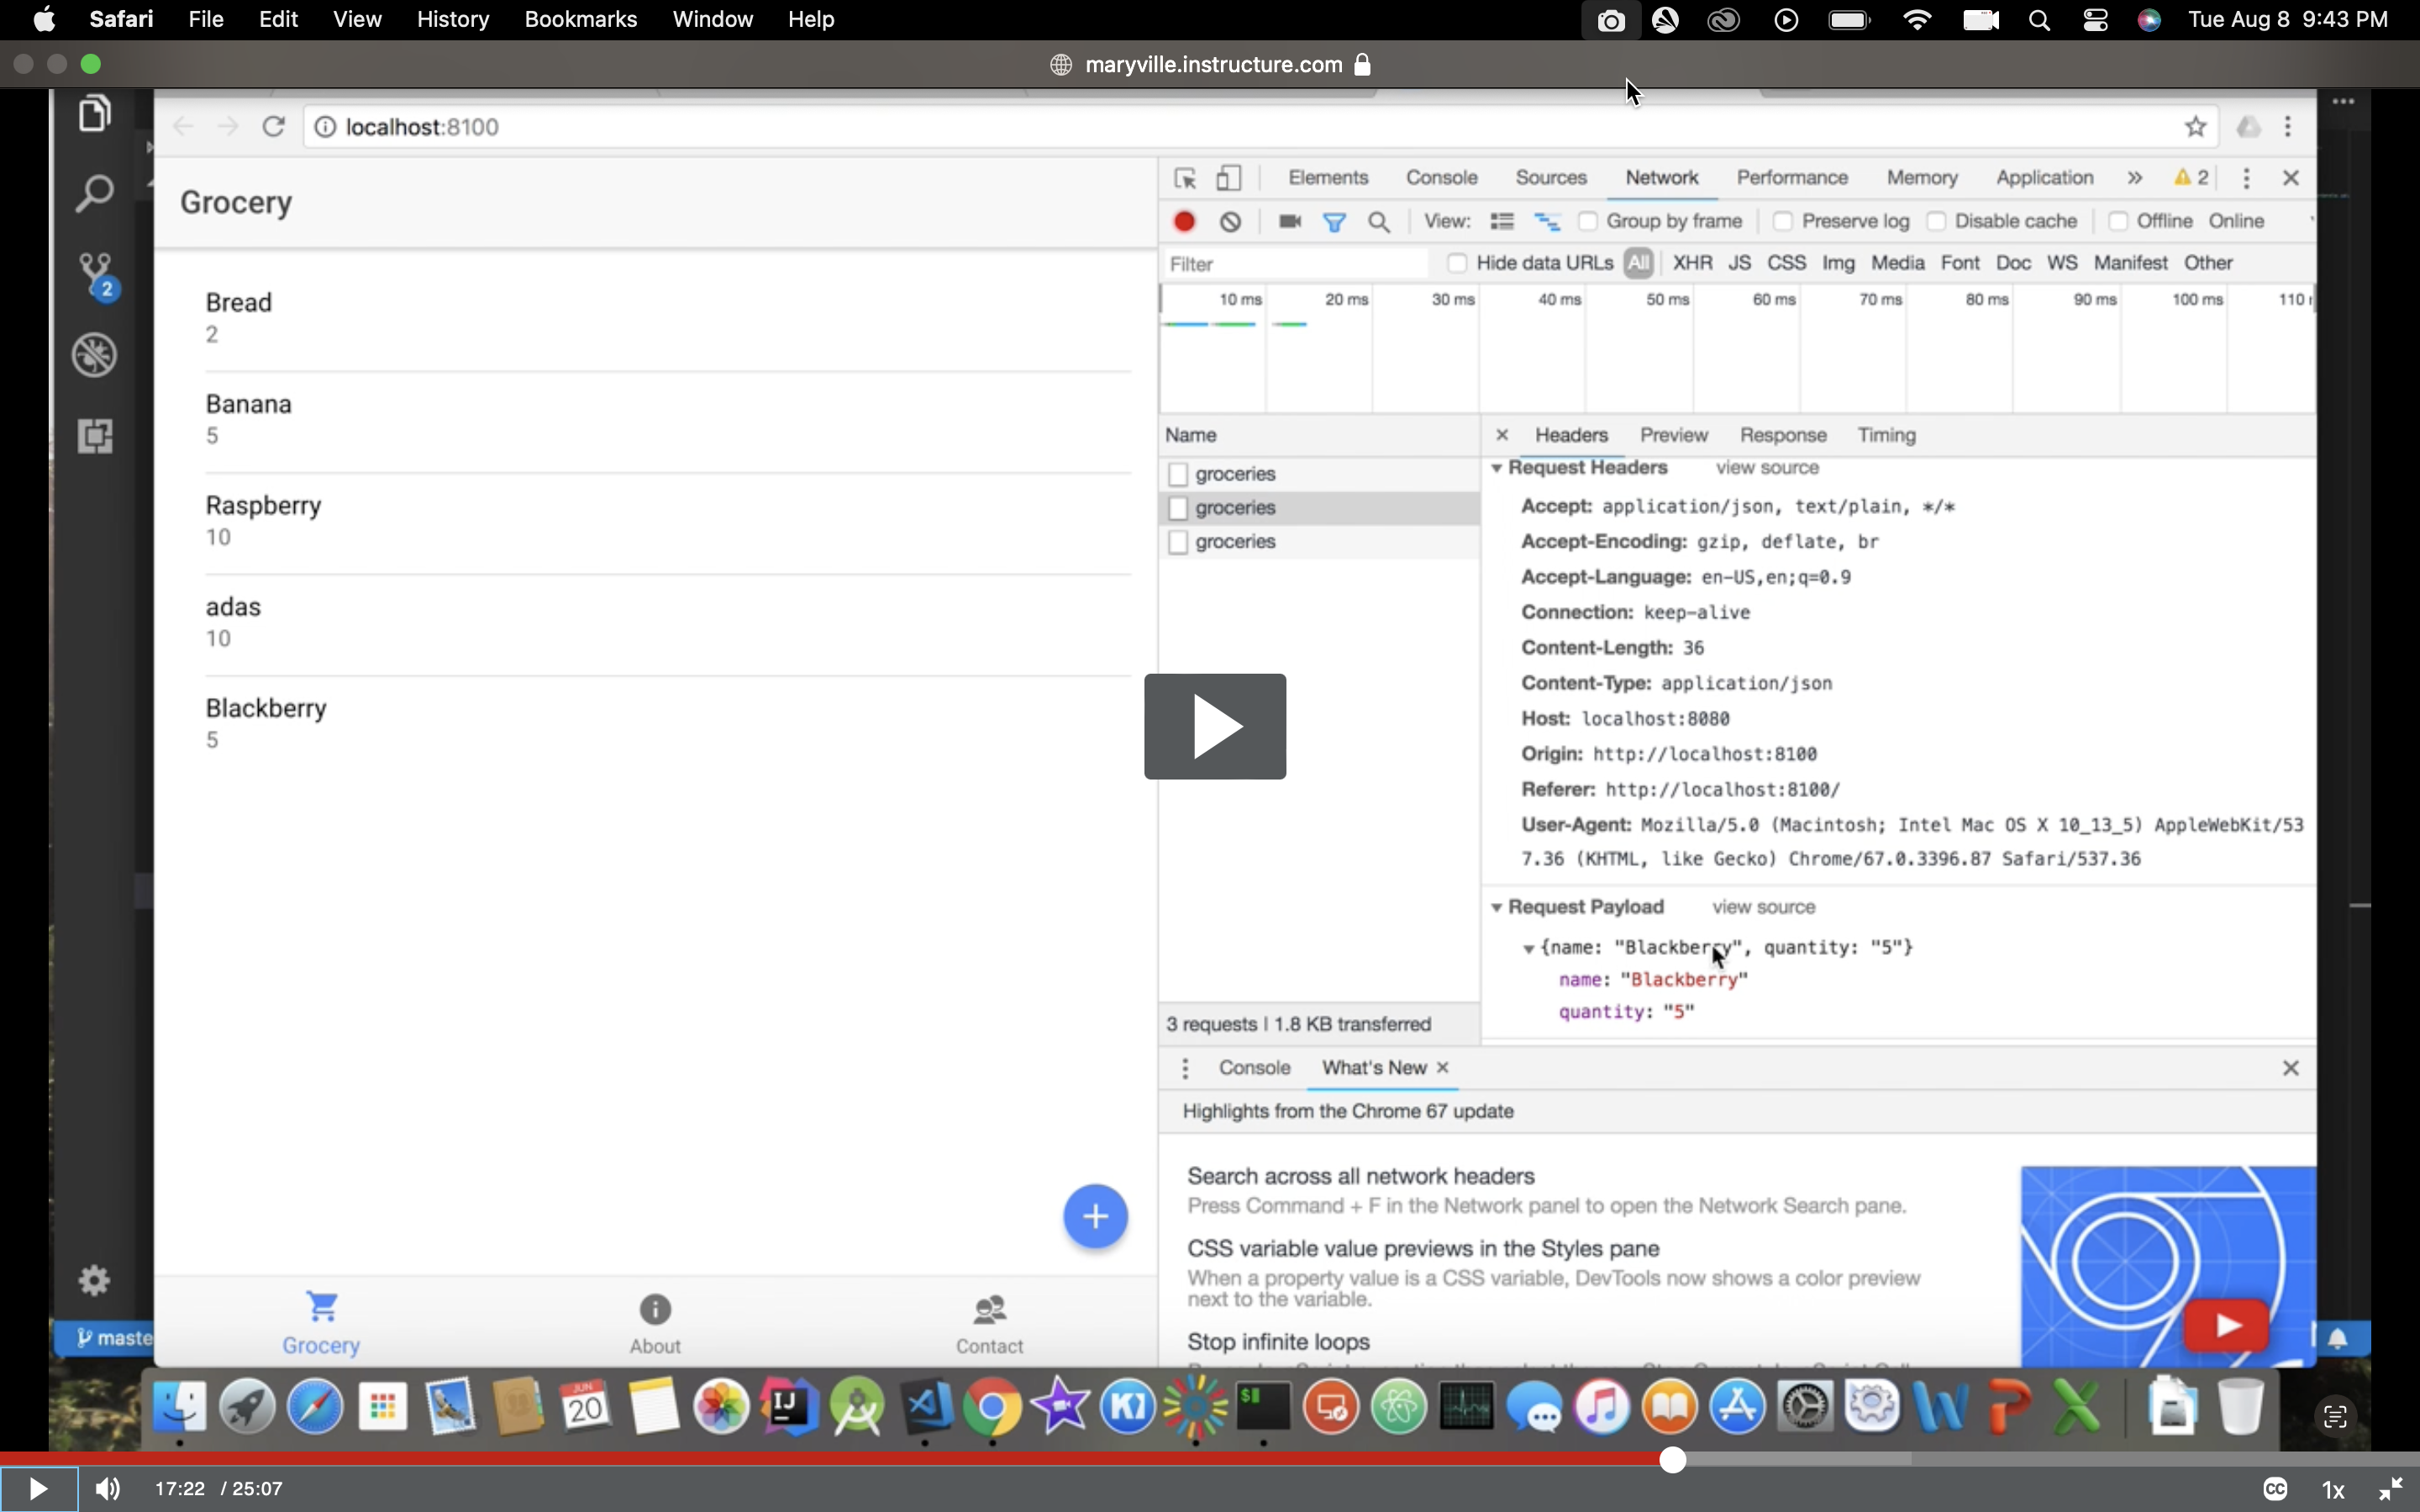 Safari File Edit View History Bookmarks Window Help Tue Aug 8 9:43 PM
maryville.instructure.com
localhost:8100
Grocery
Bread
2
Banana
5
Raspberry
10
adas
10
Blackberry
5
Grocery About Contact
2
master
Elements Console Sources Network Performance Memory Application » 2
View: Group by frame Preserve log Disable cache Offline Online
Filter Hide data URLs All XHR JS CSS Img Media Font Doc WS Manifest Other
10 ms 20 ms 30 ms 40 ms 50 ms 60 ms 70 ms 80 ms 90 ms 100 ms 110
Name
groceries
groceries
groceries
3 requests | 1.8 KB transferred
Headers Preview Response Timing
Request Headers view source
Accept: application/json, text/plain, */*
Accept-Encoding: gzip, deflate, br
Accept-Language: en-US,en;q=0.9
Connection: keep-alive
Content-Length: 36
Content-Type: application/json
Host: localhost:8080
Origin: http://localhost:8100
Referer: http://localhost:8100/
User-Agent: Mozilla/5.0 (Macintosh; Intel Mac OS X 10_13_5) AppleWebKit/53
7.36 (KHTML, like Gecko) Chrome/67.0.3396.87 Safari/537.36
Request Payload view source
{name: "Blackberry", quantity: "5"}
name: "Blackberry"
quantity: "5"
Console What's New
Highlights from the Chrome 67 update
Search across all network headers
Press Command + F in the Network panel to open the Network Search pane.
CSS variable value previews in the Styles pane
When a property value is a CSS variable, DevTools now shows a color preview
next to the variable.
Stop infinite loops
JUN
20
IJ
17:22 / 25:07 CC 1x